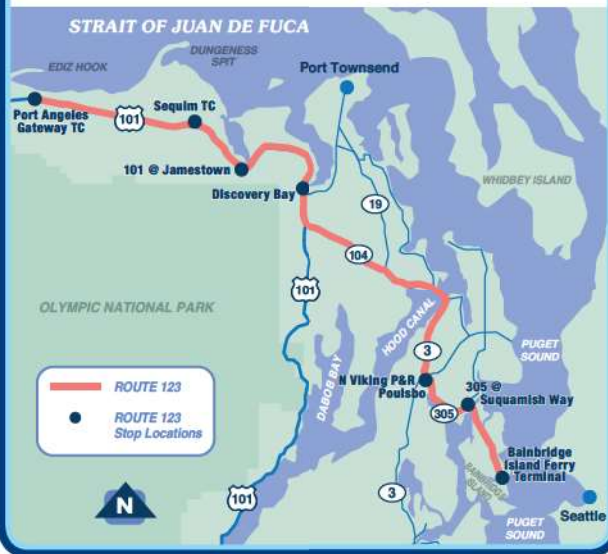 STRAIT OF JUAN DE FUCA
EDIZ HOOK
DUNGENESS
SPIT
Port Townsend
Port Angeles
Gateway TC
101
Sequim TC
101 @ Jamestown
Discovery Bay
19
WHIDBEY ISLAND
104
101
OLYMPIC NATIONAL PARK
HOOD CANAL
DABOB BAY
3
PUGET
SOUND
N Viking P&R
Poulsbo
305 @
Suquamish Way
305
ROUTE 123
ROUTE 123
Stop Locations
Bainbridge
Island Ferry
Terminal
BAINBRIDGE
ISLAND
N
101
3
Seattle
PUGET
SOUND